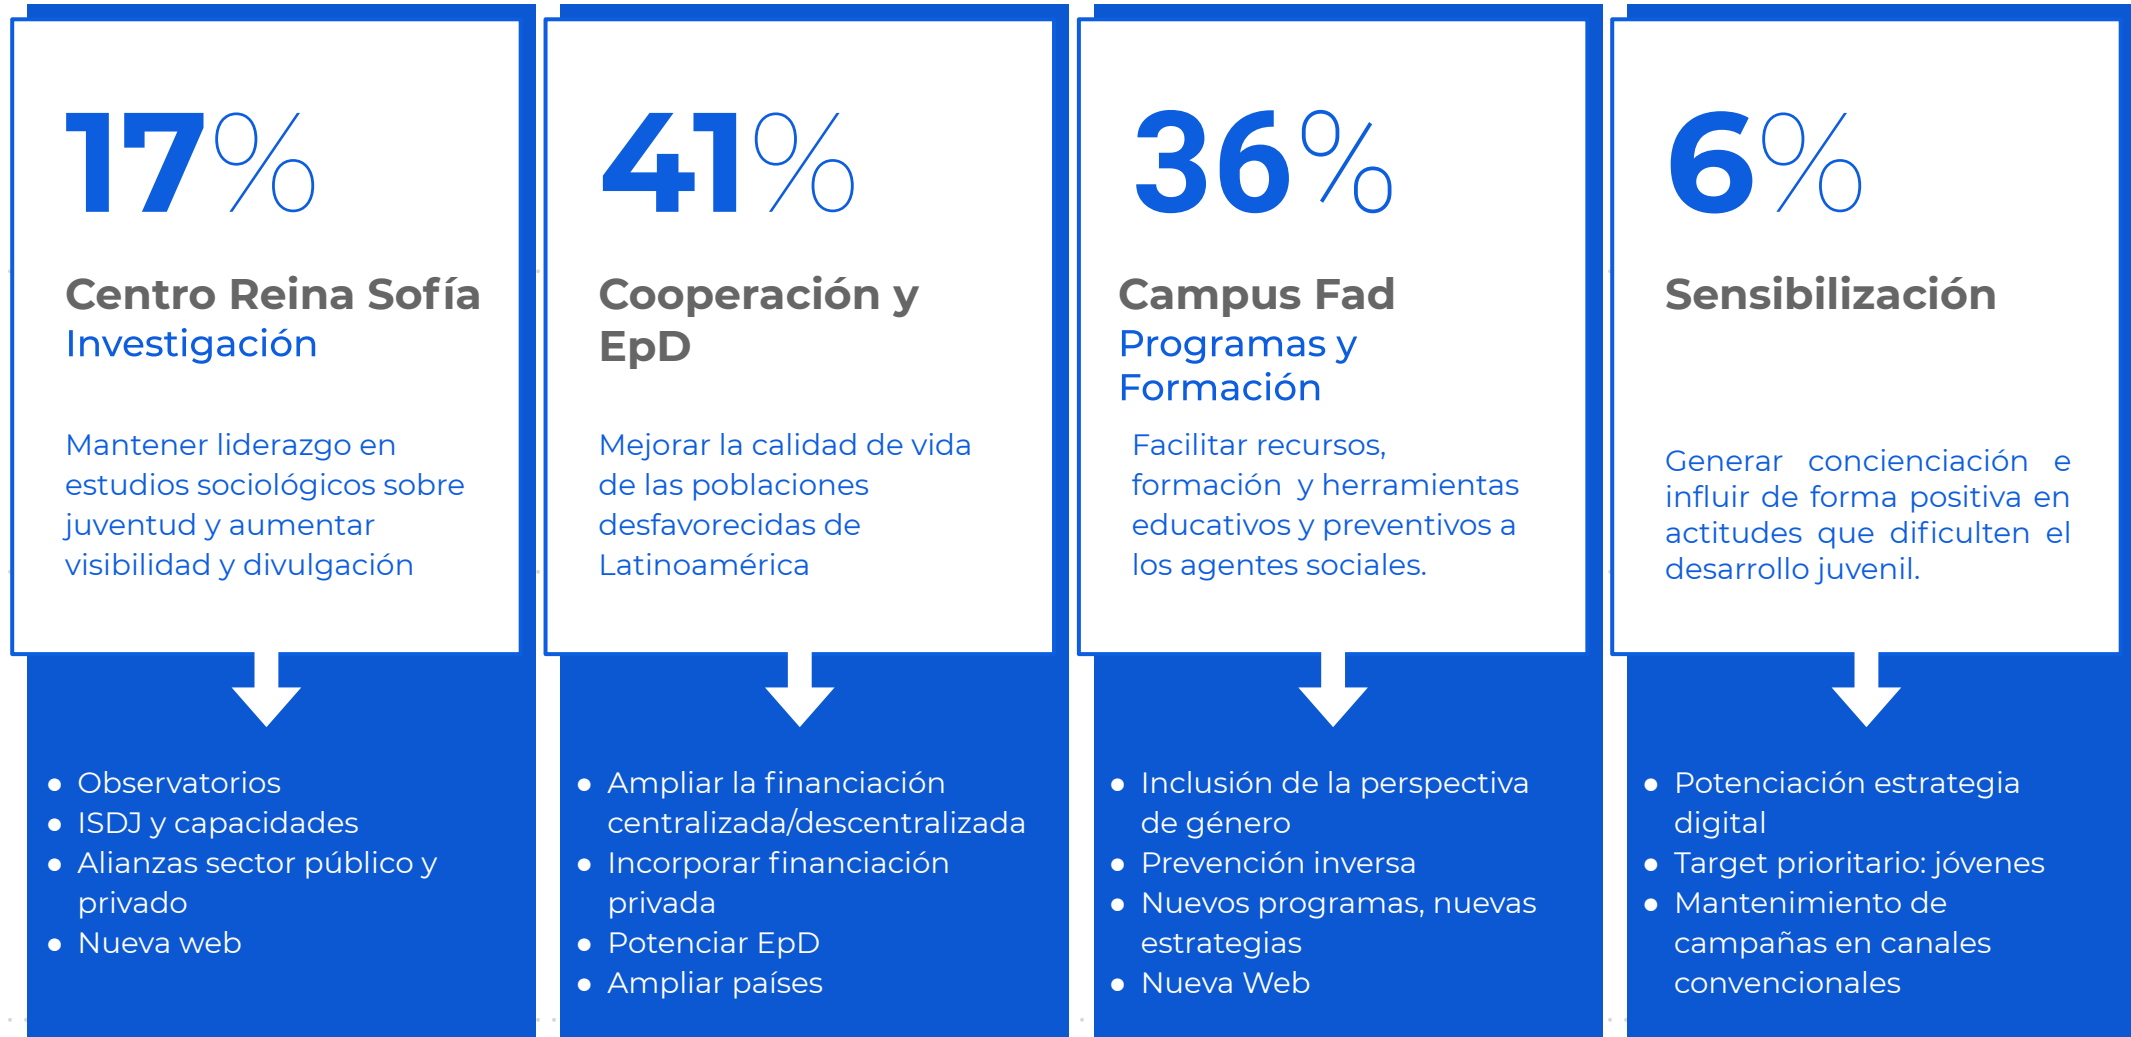 17%
Centro Reina Sofía
Investigación
Mantener liderazgo en
estudios sociológicos sobre
juventud y aumentar
visibilidad y divulgación
● Observatorios
● ISDJ y capacidades
● Alianzas sector público y
privado
● Nueva web
41%
Cooperación y
EpD
Mejorar la calidad de vida
de las poblaciones
desfavorecidas de
Latinoamérica
● Ampliar la financiación
centralizada/descentralizada
● Incorporar financiación
privada
● Potenciar EpD
● Ampliar países
36%
Campus Fad
Programas y
Formación
Facilitar recursos,
formación y herramientas
educativos y preventivos a
los agentes sociales.
● Inclusión de la perspectiva
de género
● Prevención inversa
● Nuevos programas, nuevas
estrategias
● Nueva Web
6%
Sensibilización
Generar concienciación e
influir de forma positiva en
actitudes que dificulten el
desarrollo juvenil.
● Potenciación estrategia
digital
● Target prioritario: jóvenes
● Mantenimiento de
campañas en canales
convencionales